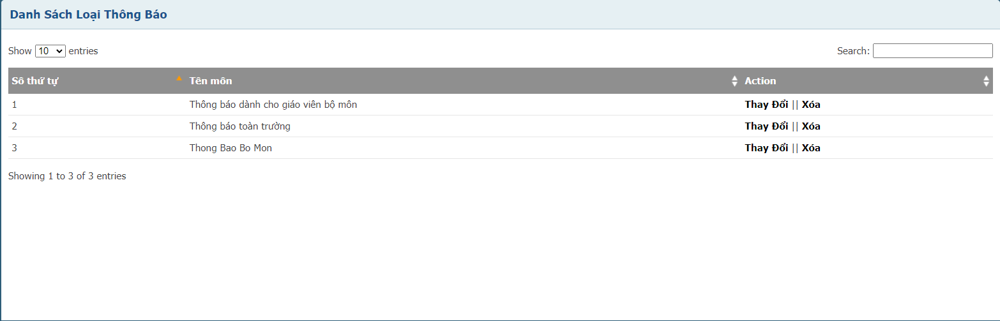 Danh Sách Loại Thông Báo
Show 10 entries Search:
Sô thứ tự Tên môn Action
1 Thông báo dành cho giáo viên bộ môn Thay Đổi || Xóa
2 Thông báo toàn trường Thay Đổi || Xóa
3 Thong Bao Bo Mon Thay Đổi || Xóa
Showing 1 to 3 of 3 entries